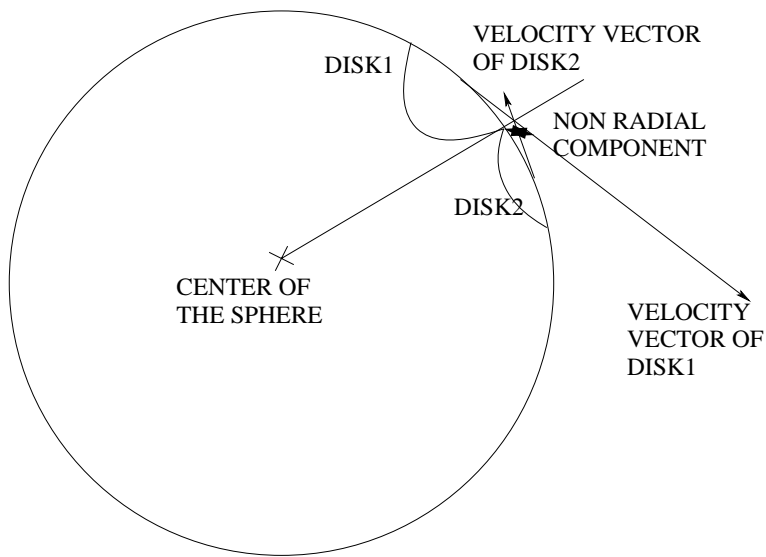 VELOCITY VECTOR
OF DISK2
DISK1
NON RADIAL
COMPONENT
DISK2
CENTER OF
THE SPHERE
VELOCITY
VECTOR OF
DISK1